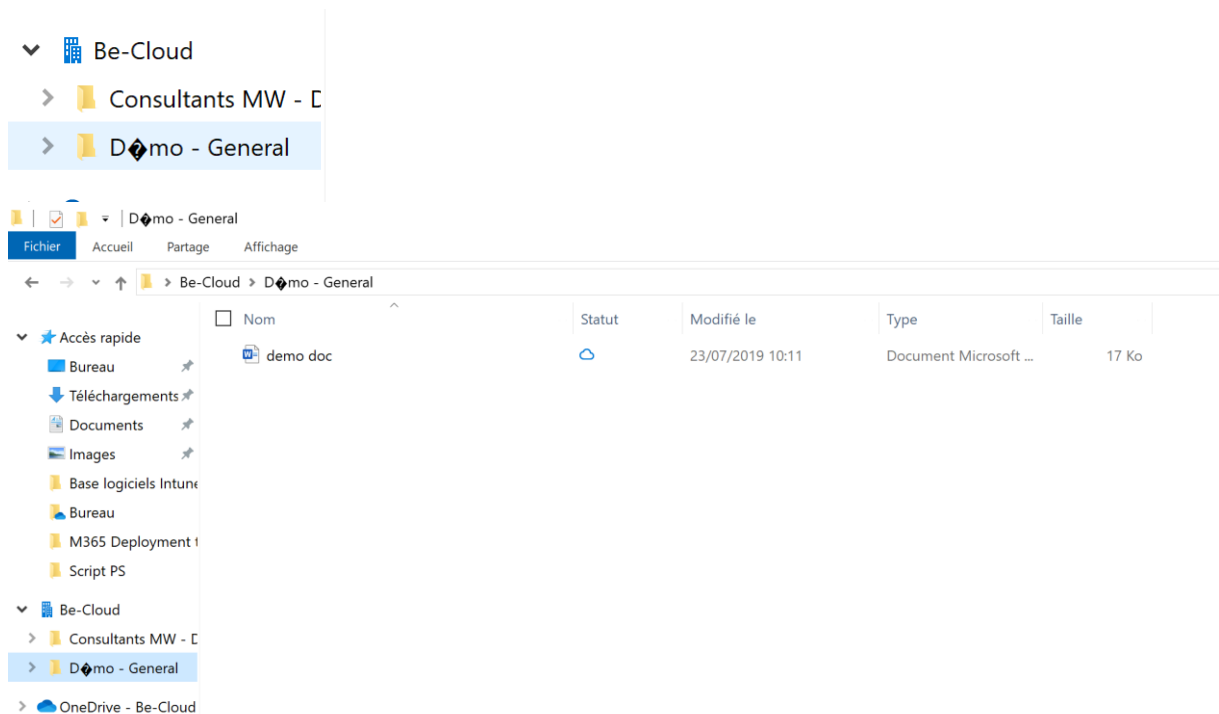 Be-Cloud
Consultants MW - D
D�mo - General
D�mo - General
Fichier Accueil Partage Affichage
Be-Cloud > D�mo - General
Nom Statut Modifié le Type Taille
Accès rapide
demo doc 23/07/2019 10:11 Document Microsoft ... 17 Ko
Bureau
Téléchargements
Documents
Images
Base logiciels Intune
Bureau
M365 Deployment t
Script PS
Be-Cloud
Consultants MW - D
D�mo - General
OneDrive - Be-Cloud